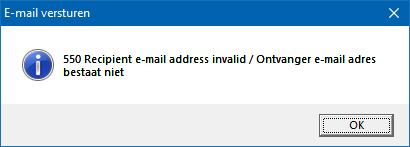 E-mail versturen
550 Recipient e-mail address invalid / Ontvanger e-mail adres
bestaat niet
OK